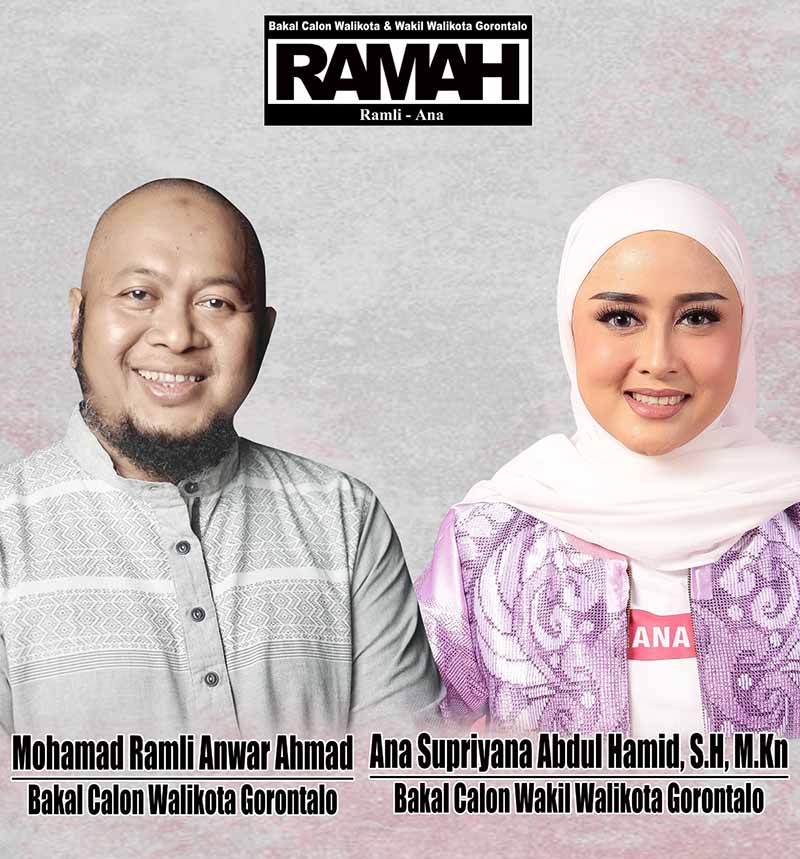 Bakal Calon Walikota & Wakil Walikota Gorontalo
RAMAH
Ramli - Ana
ANA
Mohamad Ramli Anwar Ahmad
Bakal Calon Walikota Gorontalo
Ana Supriyana Abdul Hamid, S.H, M.Kn
Bakal Calon Wakil Walikota Gorontalo